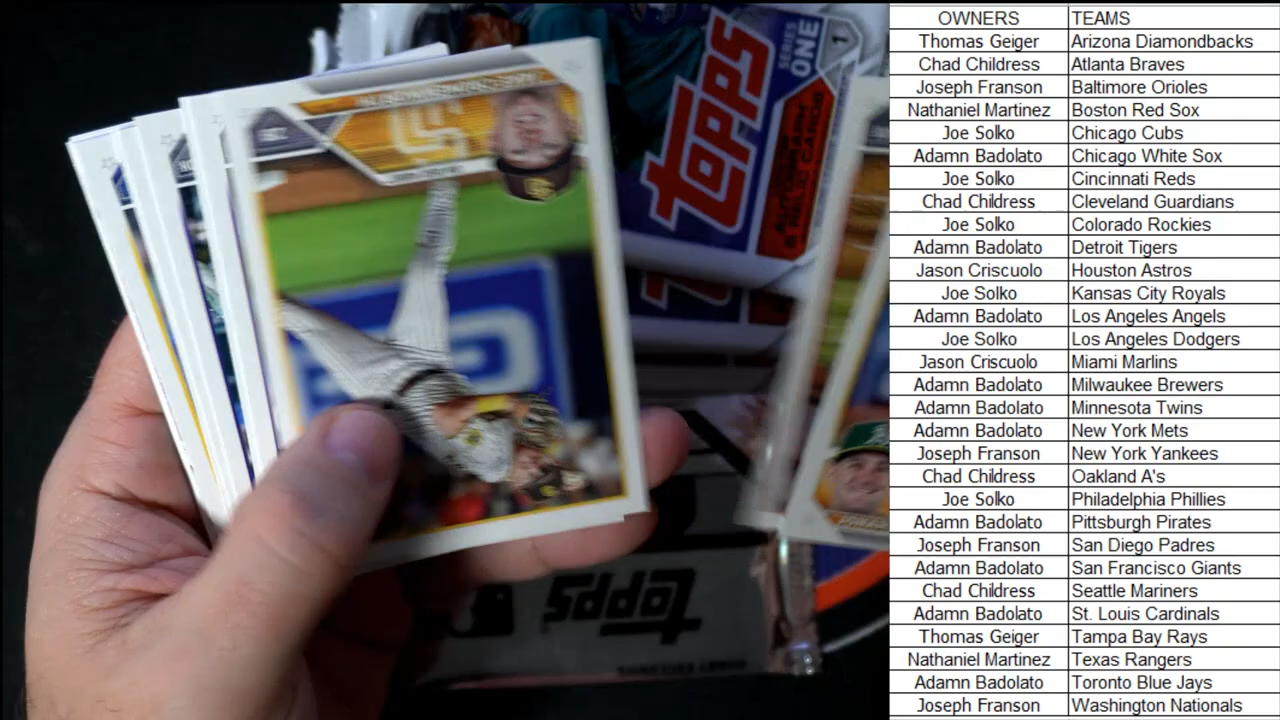 Topps
SERIES
ONE
1
AUTOGRAPH
& RELIC CARDS
SD
Topps
OWNERS TEAMS
Thomas Geiger Arizona Diamondbacks
Chad Childress Atlanta Braves
Joseph Franson Baltimore Orioles
Nathaniel Martinez Boston Red Sox
Joe Solko Chicago Cubs
Adamn Badolato Chicago White Sox
Joe Solko Cincinnati Reds
Chad Childress Cleveland Guardians
Joe Solko Colorado Rockies
Adamn Badolato Detroit Tigers
Jason Criscuolo Houston Astros
Joe Solko Kansas City Royals
Adamn Badolato Los Angeles Angels
Joe Solko Los Angeles Dodgers
Jason Criscuolo Miami Marlins
Adamn Badolato Milwaukee Brewers
Adamn Badolato Minnesota Twins
Adamn Badolato New York Mets
Joseph Franson New York Yankees
Chad Childress Oakland A's
Joe Solko Philadelphia Phillies
Adamn Badolato Pittsburgh Pirates
Joseph Franson San Diego Padres
Adamn Badolato San Francisco Giants
Chad Childress Seattle Mariners
Adamn Badolato St. Louis Cardinals
Thomas Geiger Tampa Bay Rays
Nathaniel Martinez Texas Rangers
Adamn Badolato Toronto Blue Jays
Joseph Franson Washington Nationals